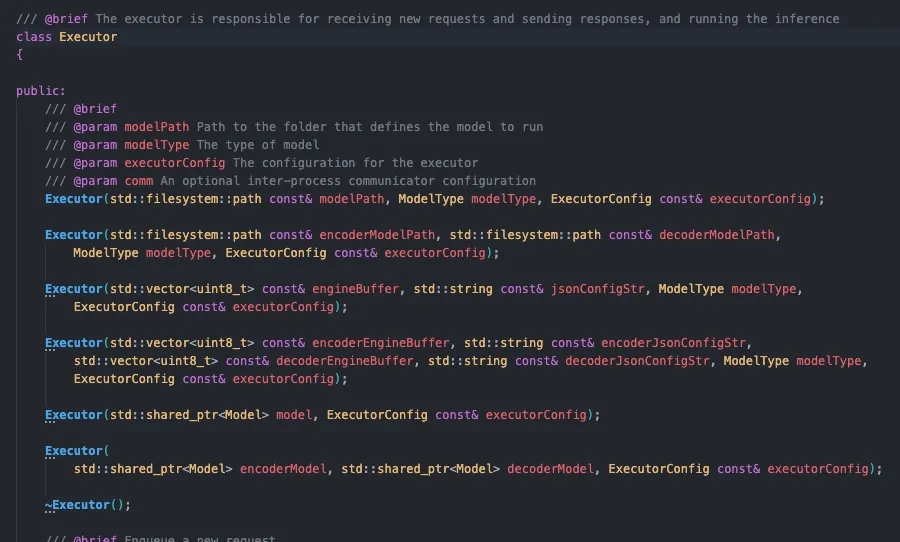 /// @brief The executor is responsible for receiving new requests and sending responses, and running the inference
class Executor
{
public:
/// @brief
/// @param modelPath Path to the folder that defines the model to run
/// @param modelType The type of model
/// @param executorConfig The configuration for the executor
/// @param comm An optional inter-process communicator configuration
Executor(std::filesystem::path const& modelPath, ModelType modelType, ExecutorConfig const& executorConfig);
Executor(std::filesystem::path const& encoderModelPath, std::filesystem::path const& decoderModelPath,
ModelType modelType, ExecutorConfig const& executorConfig);
Executor(std::vector<uint8_t> const& engineBuffer, std::string const& jsonConfigStr, ModelType modelType,
ExecutorConfig const& executorConfig);
Executor(std::vector<uint8_t> const& encoderEngineBuffer, std::string const& encoderJsonConfigStr,
std::vector<uint8_t> const& decoderEngineBuffer, std::string const& decoderJsonConfigStr, ModelType modelType,
ExecutorConfig const& executorConfig);
Executor(std::shared_ptr<Model> model, ExecutorConfig const& executorConfig);
Executor(
std::shared_ptr<Model> encoderModel, std::shared_ptr<Model> decoderModel, ExecutorConfig const& executorConfig);
~Executor();
/// @brief Enqueue a new request